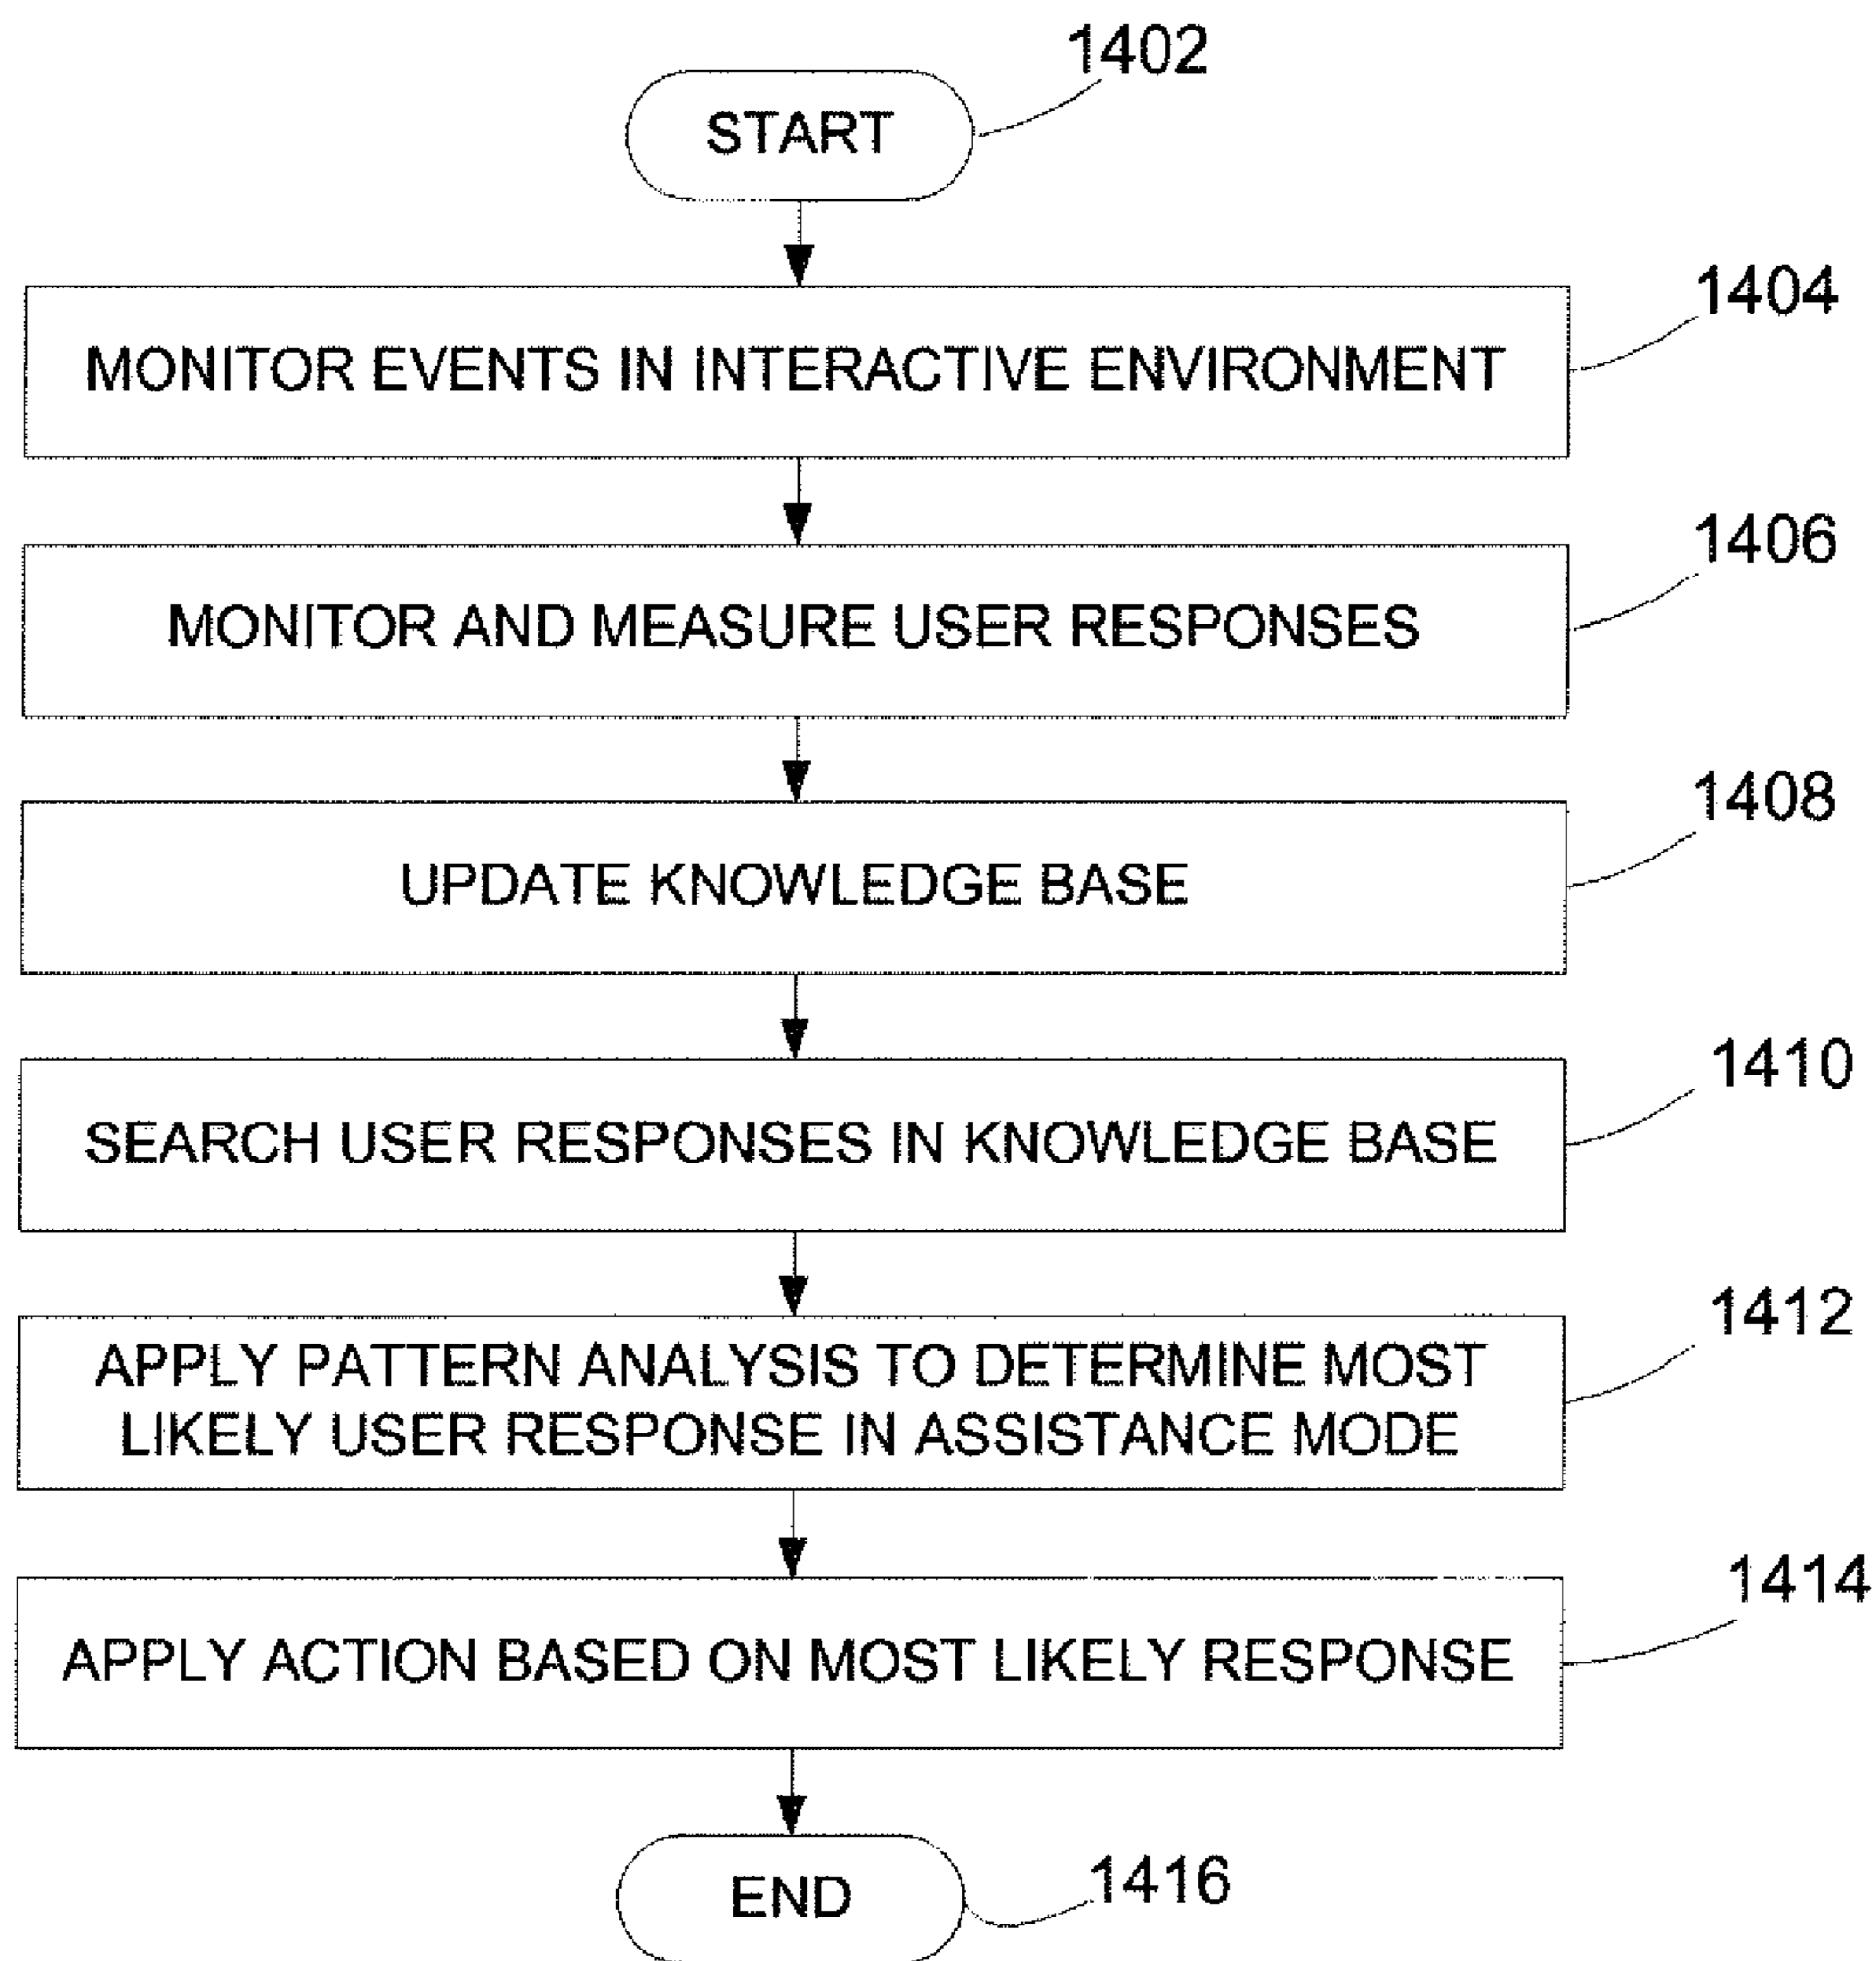 1402
START
1404
MONITOR EVENTS IN INTERACTIVE ENVIRONMENT
1406
MONITOR AND MEASURE USER RESPONSES
1408
UPDATE KNOWLEDGE BASE
1410
SEARCH USER RESPONSES IN KNOWLEDGE BASE
1412
APPLY PATTERN ANALYSIS TO DETERMINE MOST
LIKELY USER RESPONSE IN ASSISTANCE MODE
1414
APPLY ACTION BASED ON MOST LIKELY RESPONSE
1416
END